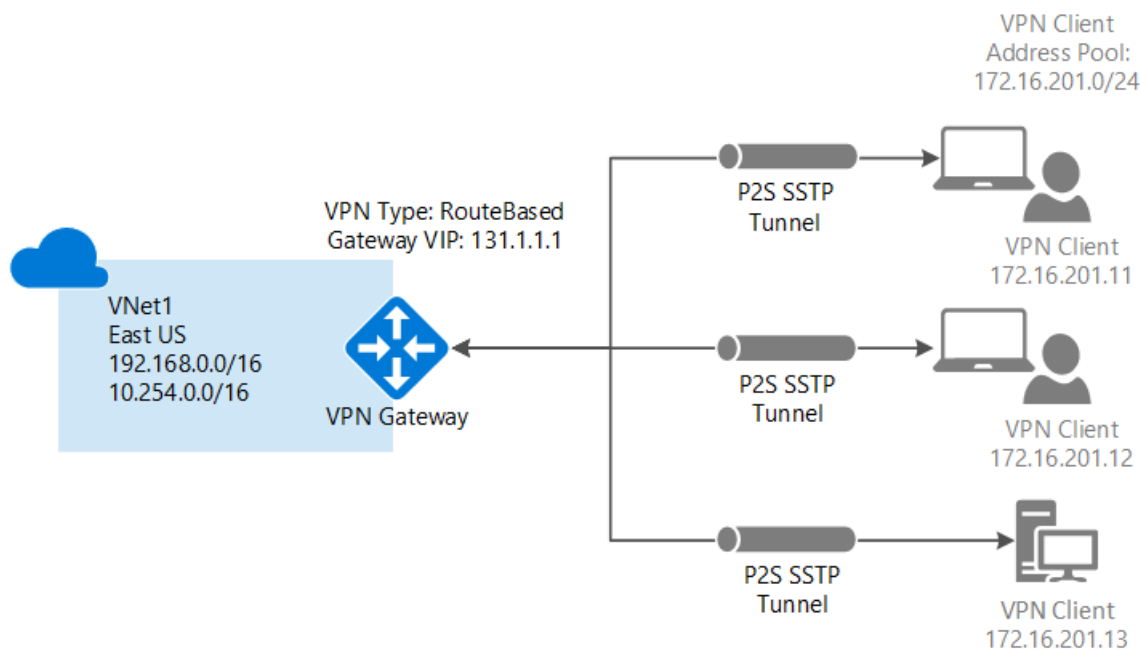 VPN Client
Address Pool:
172.16.201.0/24
P2S SSTP
Tunnel
VPN Type: RouteBased
Gateway VIP: 131.1.1.1
VPN Client
172.16.201.11
VNet1
East US
192.168.0.0/16
10.254.0.0/16
VPN Gateway
P2S SSTP
Tunnel
VPN Client
172.16.201.12
P2S SSTP
Tunnel
VPN Client
172.16.201.13